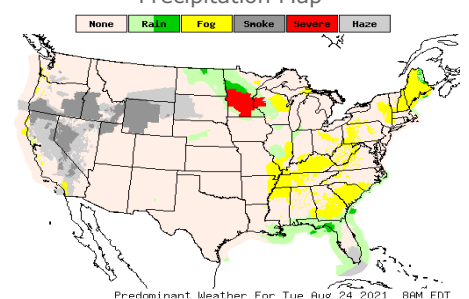 Precipitation Map
None Rain Fog Smoke Severe Haze
Predominant Weather For Tue Aug 24 2021 8AM EDT